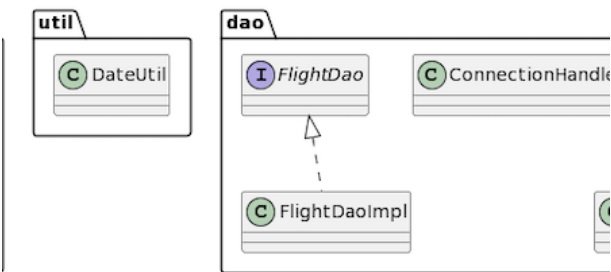 util
dao
C DateUtil
I FlightDao
C ConnectionHandle
C FlightDaoImpl